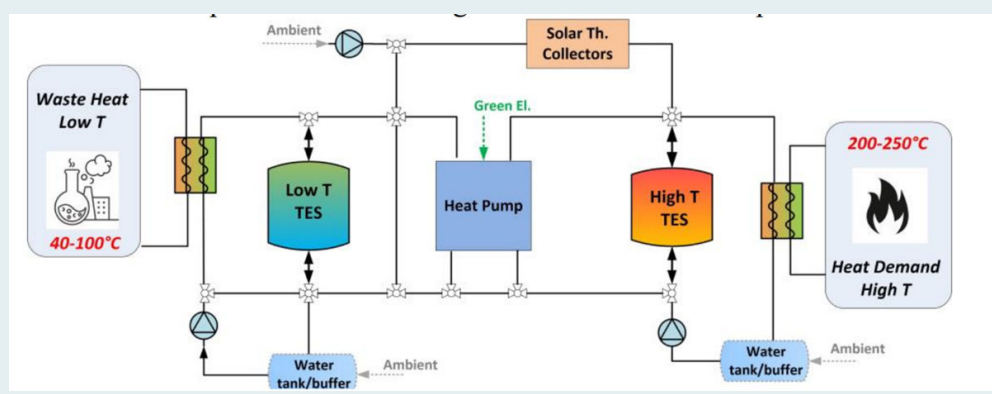 Ambient
Solar Th.
Collectors
Waste Heat
Low T
40-100°C
Green El.
Low T
TES
Heat Pump
High T
TES
200-250°C
Heat Demand
High T
Water
tank/buffer
Ambient
Water
tank/buffer
Ambient